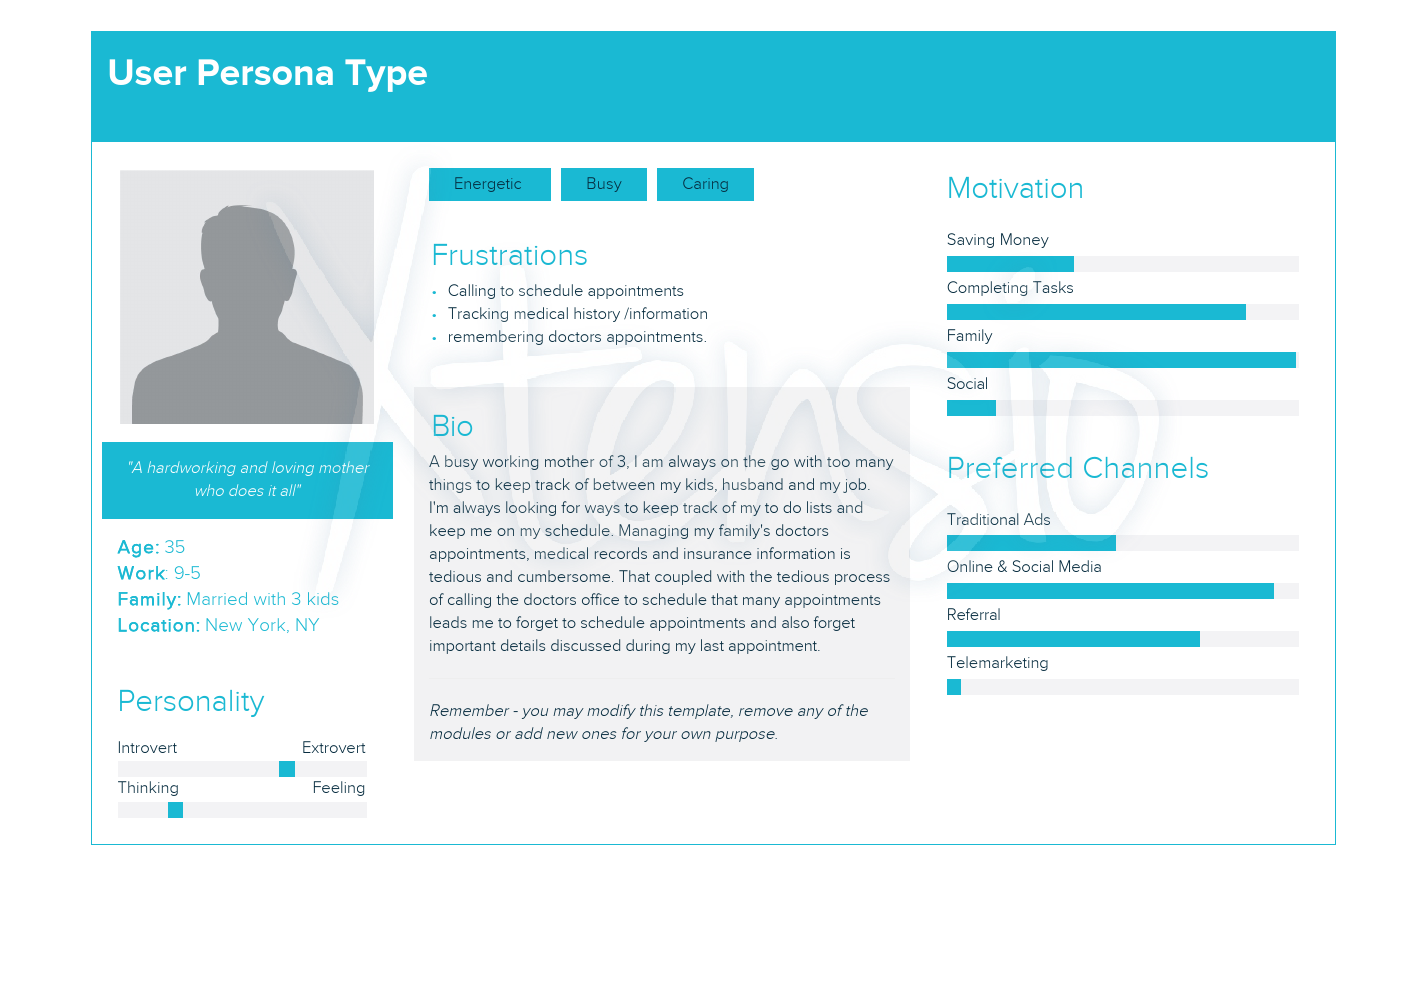 User Persona Type
"A hardworking and loving mother
who does it all"
Age: 35
Work: 9-5
Family: Married with 3 kids
Location: New York, NY
Personality
Introvert Extrovert
Thinking Feeling
Energetic Busy Caring
Frustrations
• Calling to schedule appointments
• Tracking medical history /information
• remembering doctors appointments.
Bio
A busy working mother of 3, I am always on the go with too many
things to keep track of between my kids, husband and my job.
I'm always looking for ways to keep track of my to do lists and
keep me on my schedule. Managing my family's doctors
appointments, medical records and insurance information is
tedious and cumbersome. That coupled with the tedious process
of calling the doctors office to schedule that many appointments
leads me to forget to schedule appointments and also forget
important details discussed during my last appointment.
Remember - you may modify this template, remove any of the
modules or add new ones for your own purpose.
Motivation
Saving Money
Completing Tasks
Family
Social
Preferred Channels
Traditional Ads
Online & Social Media
Referral
Telemarketing
Xtensio